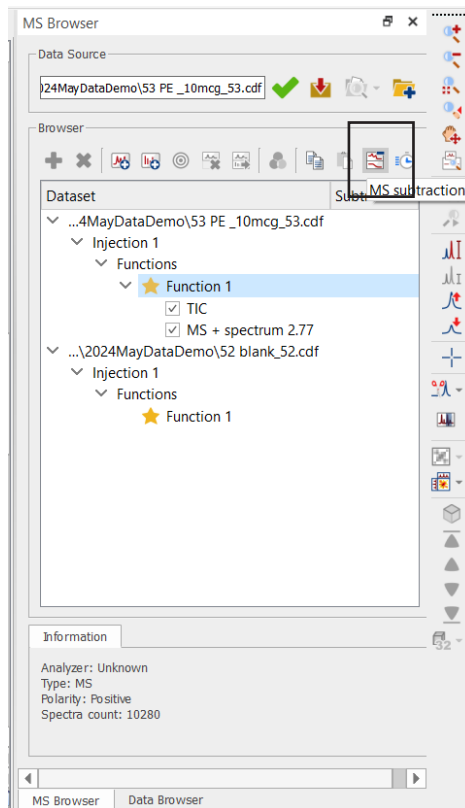 MS Browser
Data Source
)24MayDataDemo\53 PE _10mcg_53.cdf
Browser
MS subtraction
Dataset
Subt
...4MayDataDemo\53 PE _10mcg_53.cdf
Injection 1
Functions
Function 1
TIC
MS + spectrum 2.77
...\2024MayDataDemo\52 blank_52.cdf
Injection 1
Functions
Function 1
32
Information
Analyzer: Unknown
Type: MS
Polarity: Positive
Spectra count: 10280
MS Browser
Data Browser